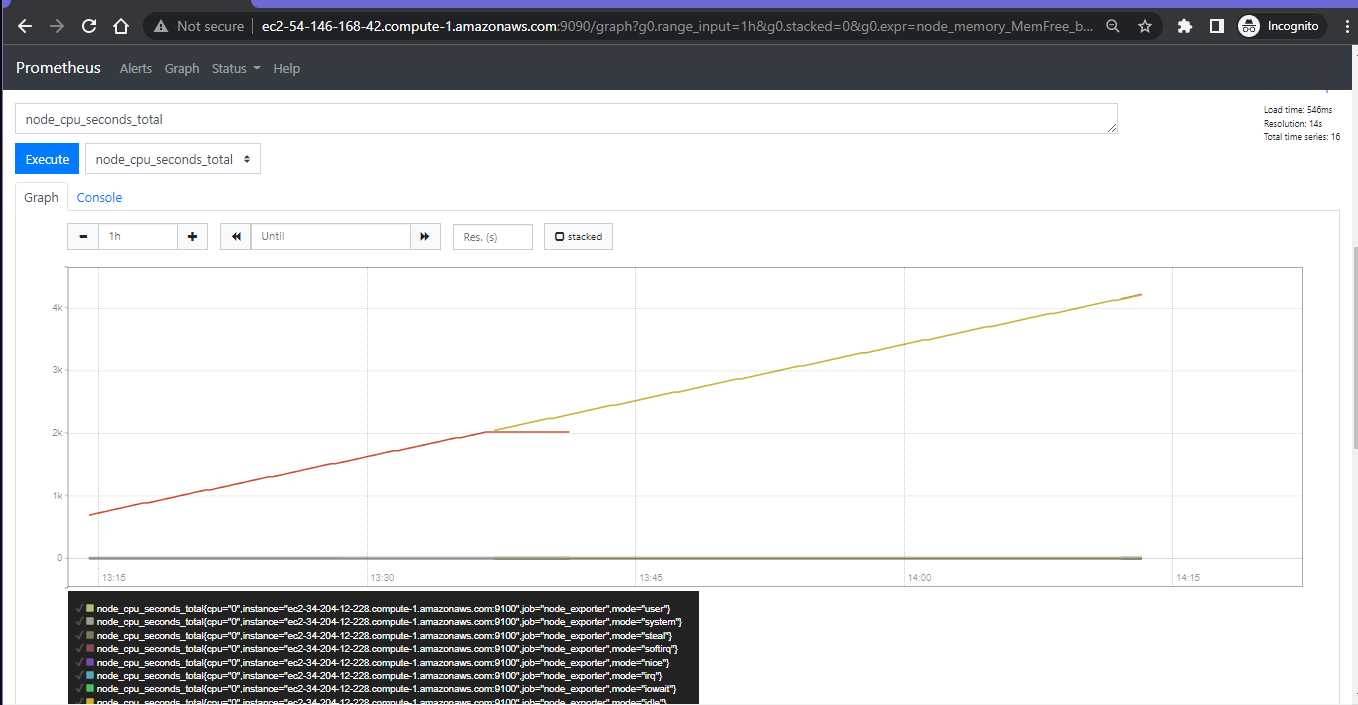 Not secure ec2-54-146-168-42.compute-1.amazonaws.com:9090/graph?g0.range_input=1h&g0.stacked=0&g0.expr=node_memory_MemFree_b... Incognito
Prometheus Alerts Graph Status Help
node_cpu_seconds_total
Load time: 546ms
Resolution: 14s
Total time series: 16
Execute node_cpu_seconds_total
Graph Console
1h Until Res. (s) stacked
4k
3k
2k
1k
0
13:15 13:30 13:45 14:00 14:15
node_cpu_seconds_total{cpu="0",instance="ec2-34-204-12-228.compute-1.amazonaws.com:9100",job="node_exporter",mode="user"}
node_cpu_seconds_total{cpu="0",instance="ec2-34-204-12-228.compute-1.amazonaws.com:9100",job="node_exporter",mode="system"}
node_cpu_seconds_total{cpu="0",instance="ec2-34-204-12-228.compute-1.amazonaws.com:9100",job="node_exporter",mode="steal"}
node_cpu_seconds_total{cpu="0",instance="ec2-34-204-12-228.compute-1.amazonaws.com:9100",job="node_exporter",mode="softirq"}
node_cpu_seconds_total{cpu="0",instance="ec2-34-204-12-228.compute-1.amazonaws.com:9100",job="node_exporter",mode="nice"}
node_cpu_seconds_total{cpu="0",instance="ec2-34-204-12-228.compute-1.amazonaws.com:9100",job="node_exporter",mode="irq"}
node_cpu_seconds_total{cpu="0",instance="ec2-34-204-12-228.compute-1.amazonaws.com:9100",job="node_exporter",mode="iowait"}
node_cpu_seconds_total{cpu="0",instance="ec2-34-204-12-228.compute-1.amazonaws.com:9100",job="node_exporter",mode="idle"}